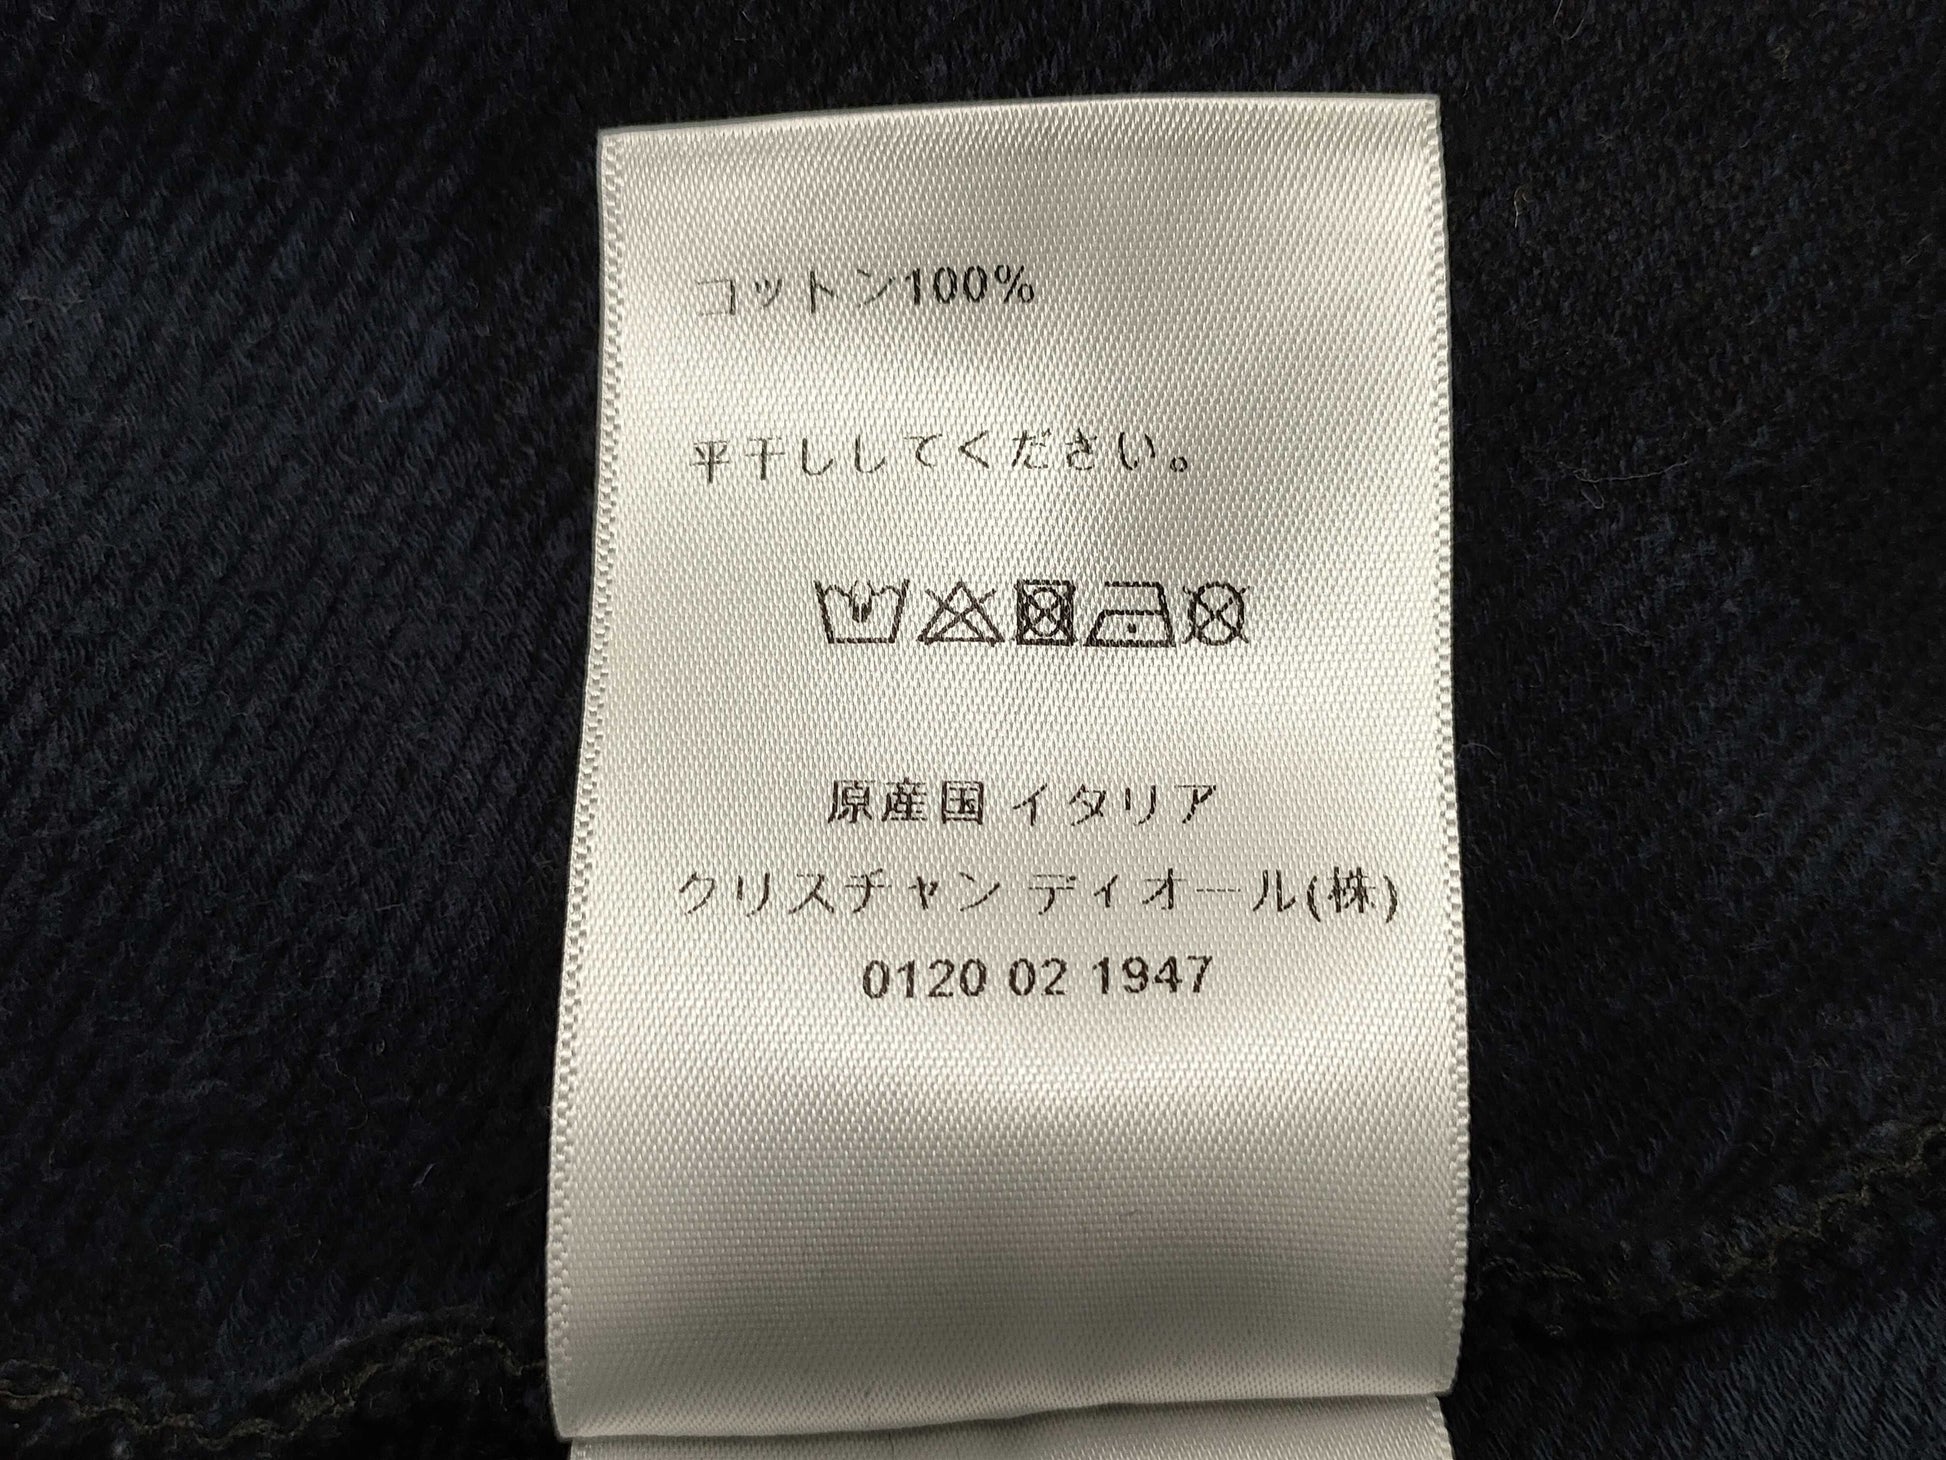 コットン100%
平干ししてください。
原産国 イタリア
クリスチャン ディオール(株)
0120 02 1947